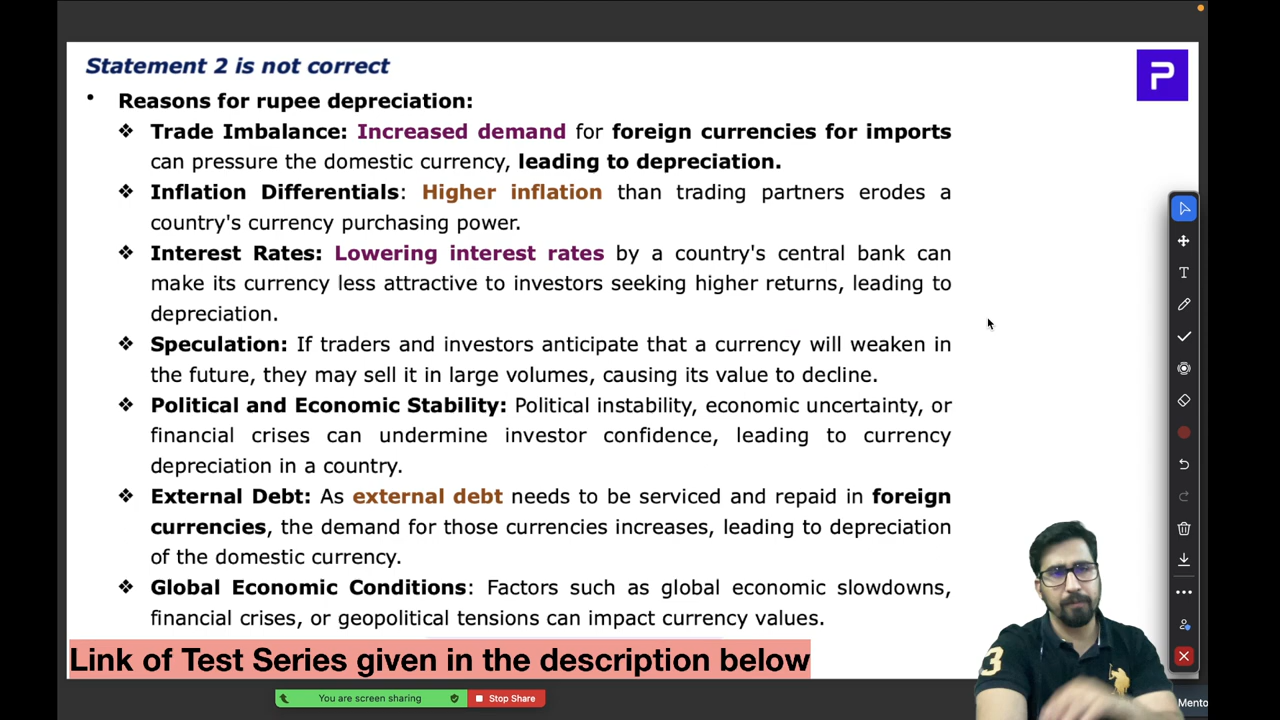 Statement 2 is not correct
P
• Reasons for rupee depreciation:
❖ Trade Imbalance: Increased demand for foreign currencies for imports
can pressure the domestic currency, leading to depreciation.
❖ Inflation Differentials: Higher inflation than trading partners erodes a
country's currency purchasing power.
❖ Interest Rates: Lowering interest rates by a country's central bank can
make its currency less attractive to investors seeking higher returns, leading to
depreciation.
❖ Speculation: If traders and investors anticipate that a currency will weaken in
the future, they may sell it in large volumes, causing its value to decline.
❖ Political and Economic Stability: Political instability, economic uncertainty, or
financial crises can undermine investor confidence, leading to currency
depreciation in a country.
❖ External Debt: As external debt needs to be serviced and repaid in foreign
currencies, the demand for those currencies increases, leading to depreciation
of the domestic currency.
❖ Global Economic Conditions: Factors such as global economic slowdowns,
financial crises, or geopolitical tensions can impact currency values.
Link of Test Series given in the description below
You are screen sharing
Stop Share
T
3
Mento